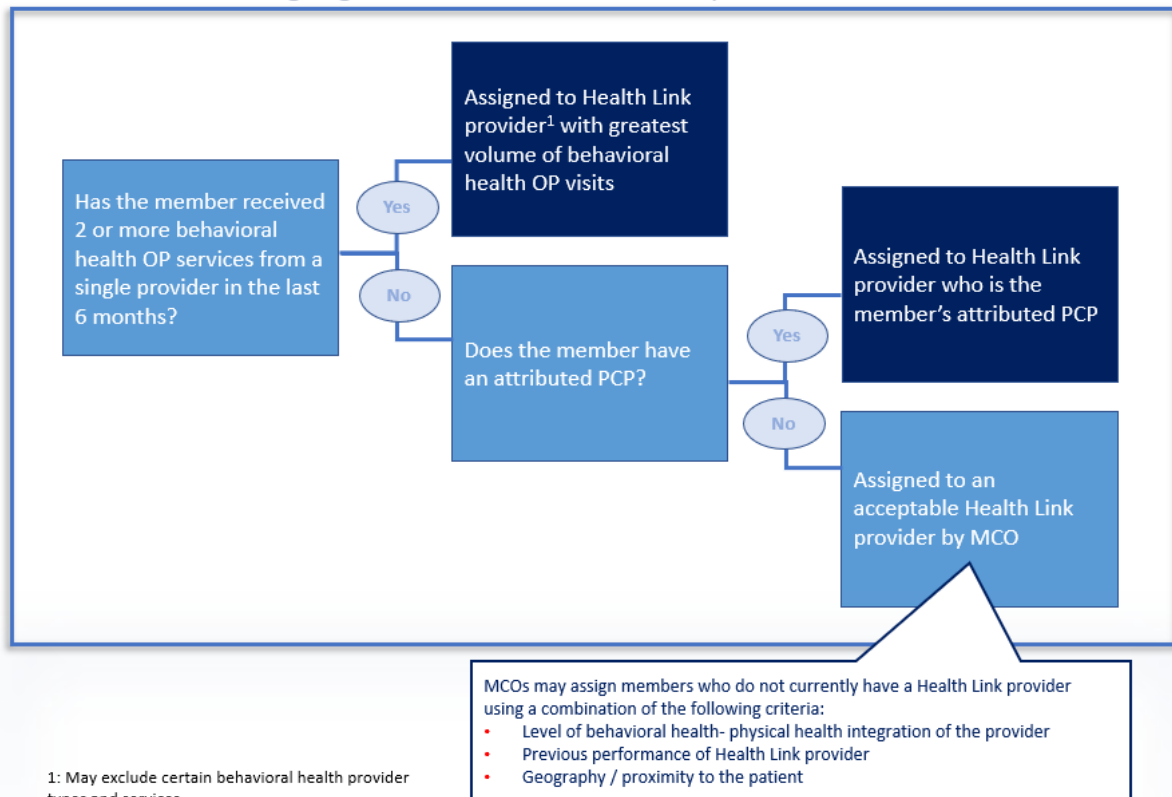 Has the member received
2 or more behavioral
health OP services from a
single provider in the last
6 months?
Yes
No
Assigned to Health Link
provider1 with greatest
volume of behavioral
health OP visits
Does the member have
an attributed PCP?
Yes
No
Assigned to Health Link
provider who is the
member’s attributed PCP
Assigned to an
acceptable Health Link
provider by MCO
MCOs may assign members who do not currently have a Health Link provider
using a combination of the following criteria:
• Level of behavioral health- physical health integration of the provider
• Previous performance of Health Link provider
• Geography / proximity to the patient
1: May exclude certain behavioral health provider
types and services